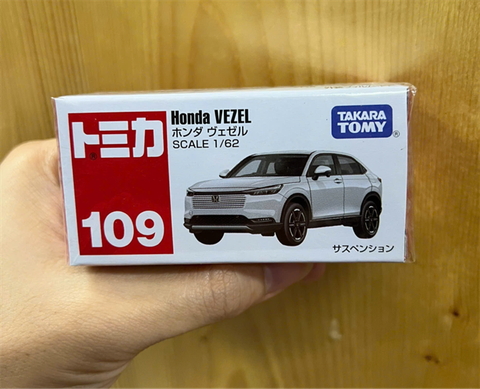 トミカ
®
109
Honda VEZEL
ホンダ ヴェゼル
SCALE 1/62
TAKARA
TOMY
サスペンション